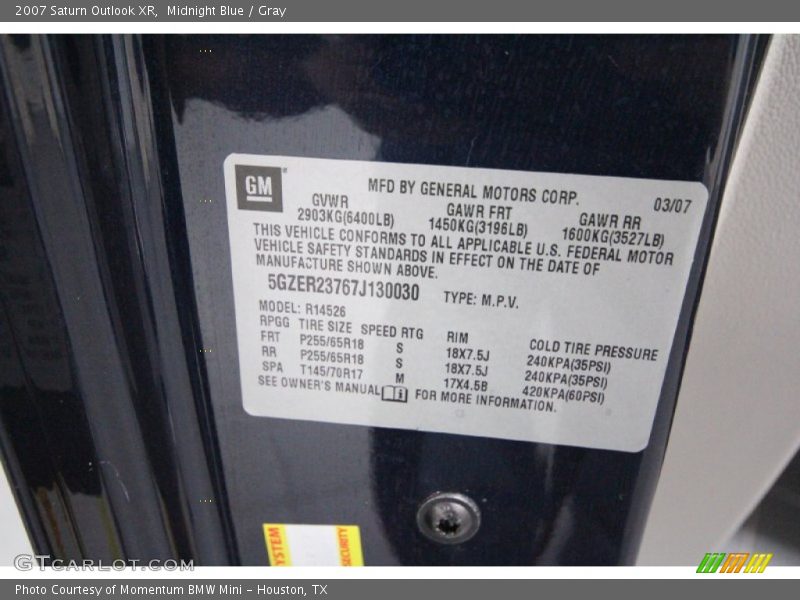 2007 Saturn Outlook XR,  Midnight Blue / Gray
GM
MFD BY GENERAL MOTORS CORP.
03/07
GVWR GAWR FRT GAWR RR
2903KG(6400LB) 1450KG(3196LB) 1600KG(3527LB)
THIS VEHICLE CONFORMS TO ALL APPLICABLE U.S. FEDERAL MOTOR
VEHICLE SAFETY STANDARDS IN EFFECT ON THE DATE OF
MANUFACTURE SHOWN ABOVE.
5GZER23767J130030 TYPE: M.P.V.
MODEL: R14526
RPGG TIRE SIZE SPEED RTG RIM COLD TIRE PRESSURE
FRT P255/65R18 S 18X7.5J 240KPA(35PSI)
RR P255/65R18 S 18X7.5J 240KPA(35PSI)
SPA T145/70R17 M 17X4.5B 420KPA(60PSI)
SEE OWNER'S MANUAL FOR MORE INFORMATION.
YSTEM
SECURITY
GTCARLOT.COM
Photo Courtesy of Momentum BMW Mini - Houston, TX